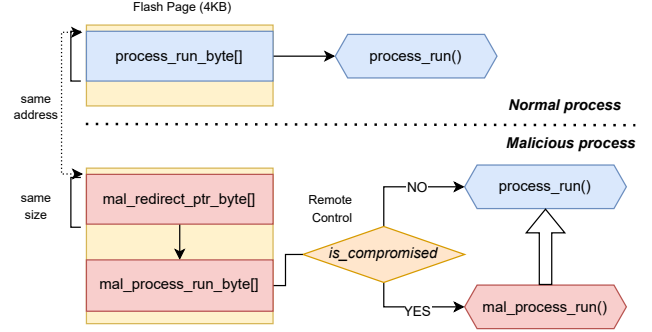 Flash Page (4KB)
process_run_byte[]
process_run()
same
address
Normal process
Malicious process
same
size
mal_redirect_ptr_byte[]
Remote
Control
NO
process_run()
is_compromised
mal_process_run_byte[]
YES
mal_process_run()